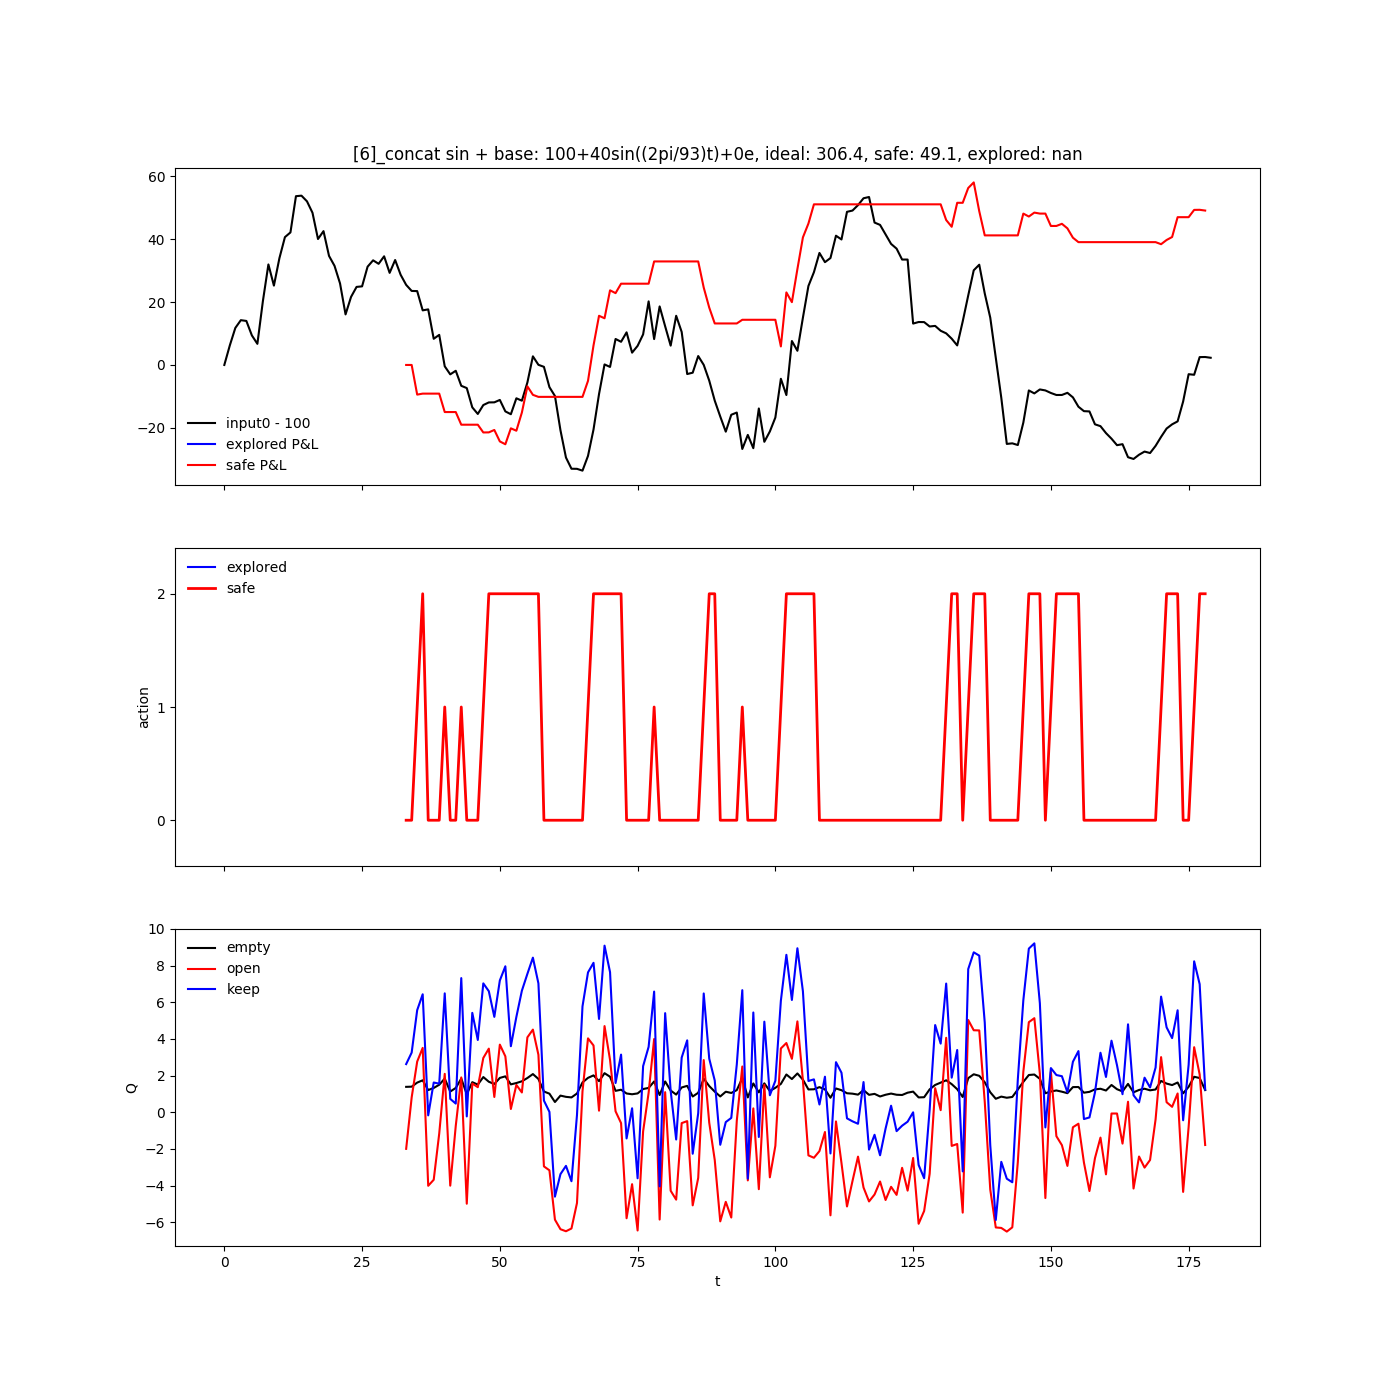 [6]_concat sin + base: 100+40sin((2pi/93)t)+0e, ideal: 306.4, safe: 49.1, explored: nan
60
40
20
0
−20
input0 - 100
explored P&L
safe P&L
explored
safe
2
1
0
action
empty
open
keep
10
8
6
4
2
0
−2
−4
−6
Q
0 25 50 75 100 125 150 175
t